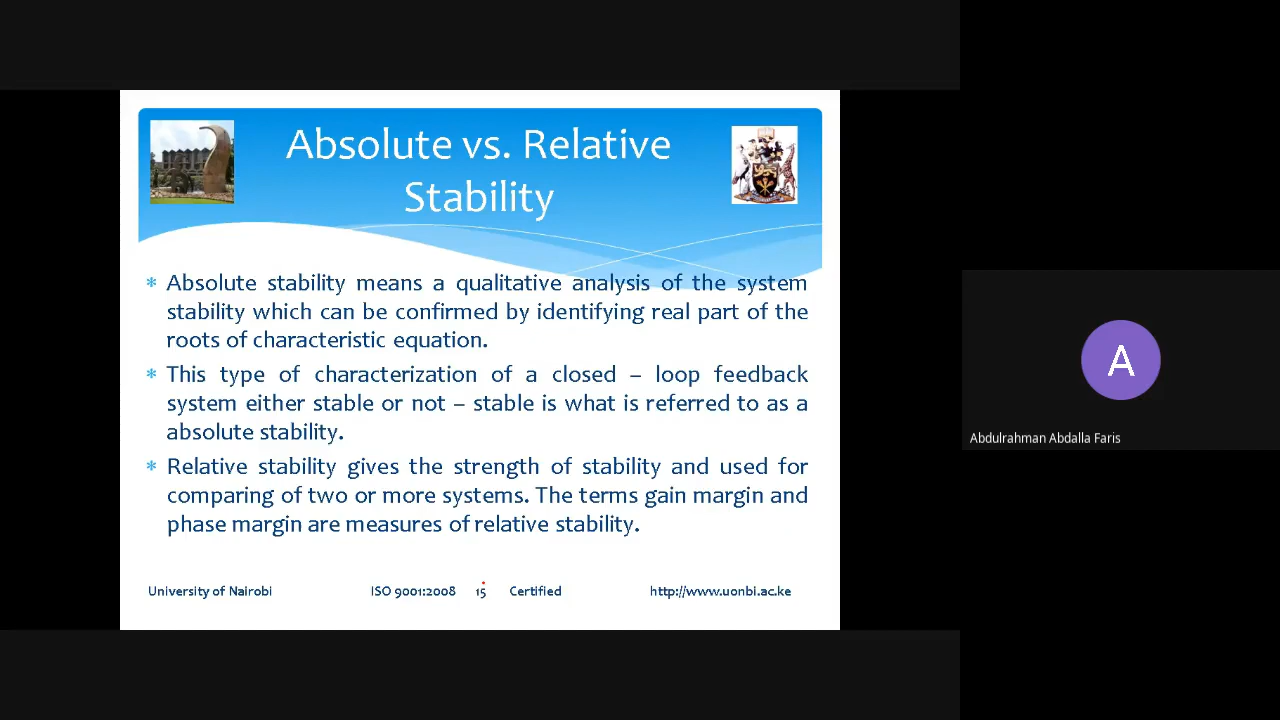 Absolute vs. Relative
Stability
* Absolute stability means a qualitative analysis of the system
stability which can be confirmed by identifying real part of the
roots of characteristic equation.
* This type of characterization of a closed – loop feedback
system either stable or not – stable is what is referred to as a
absolute stability.
* Relative stability gives the strength of stability and used for
comparing of two or more systems. The terms gain margin and
phase margin are measures of relative stability.
University of Nairobi ISO 9001:2008 15 Certified http://www.uonbi.ac.ke
A
Abdulrahman Abdalla Faris